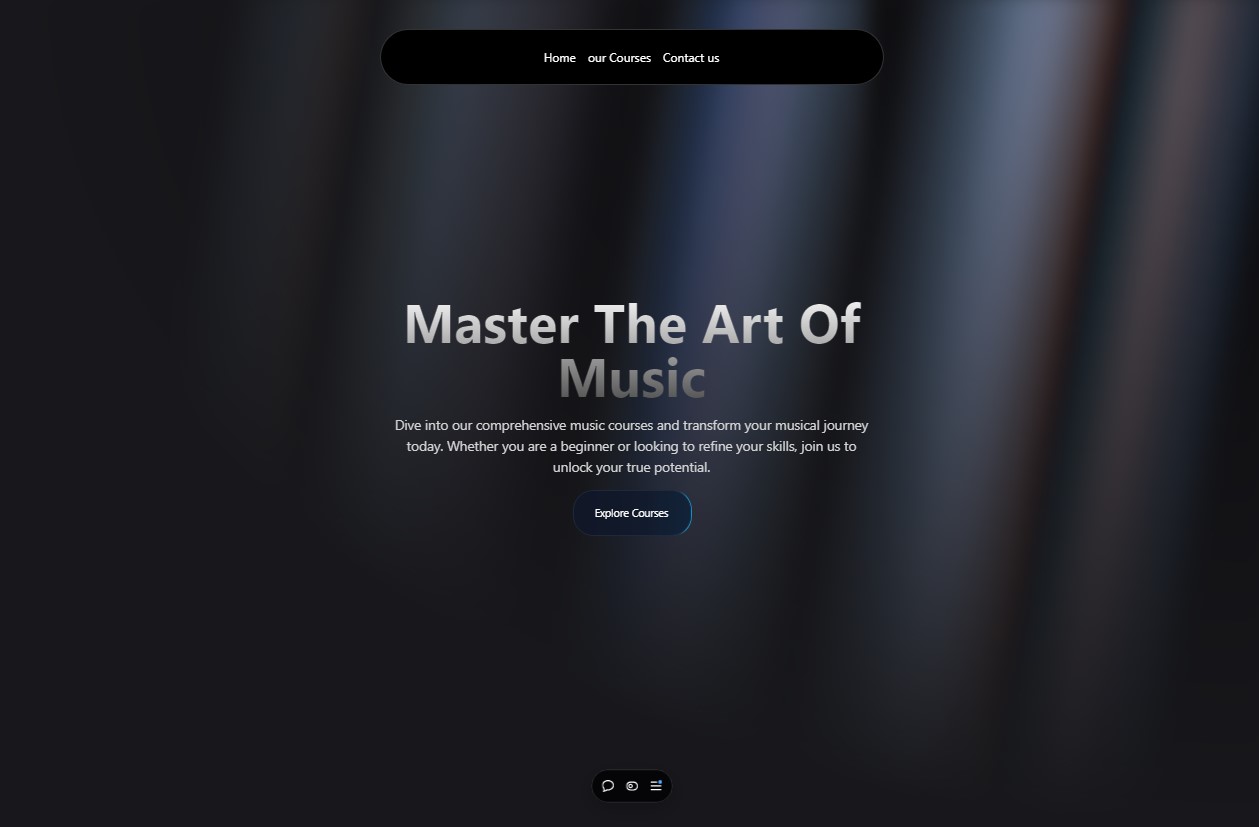 Home our Courses Contact us
Master The Art Of
Music
Dive into our comprehensive music courses and transform your musical journey
today. Whether you are a beginner or looking to refine your skills, join us to
unlock your true potential.
Explore Courses